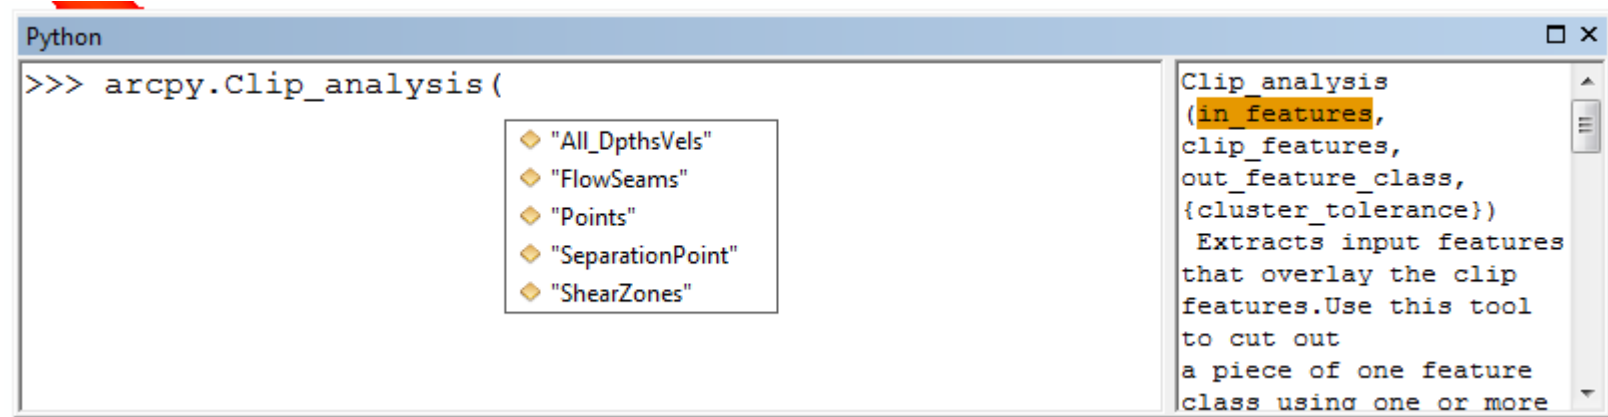 Python
>>> arcpy.Clip_analysis(
"All_DpthsVels"
"FlowSeams"
"Points"
"SeparationPoint"
"ShearZones"
Clip_analysis
(in_features,
clip_features,
out_feature_class,
{cluster_tolerance})
Extracts input features
that overlay the clip
features.Use this tool
to cut out
a piece of one feature
class using one or more